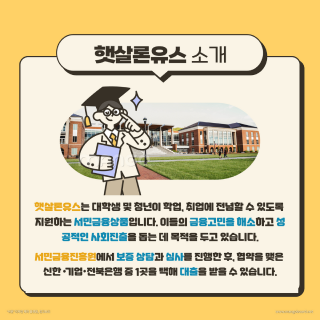 햇살론유스 소개
햇살론유스는 대학생 및 청년이 학업, 취업에 전념할 수 있도록
지원하는 서민금융상품입니다. 이들의 금융고민을 해소하고 성
공적인 사회진출을 돕는 데 목적을 두고 있습니다.
서민금융진흥원에서 보증 상담과 심사를 진행한 후, 협약을 맺은
신한·기업·전북은행 중 1곳을 택해 대출을 받을 수 있습니다.